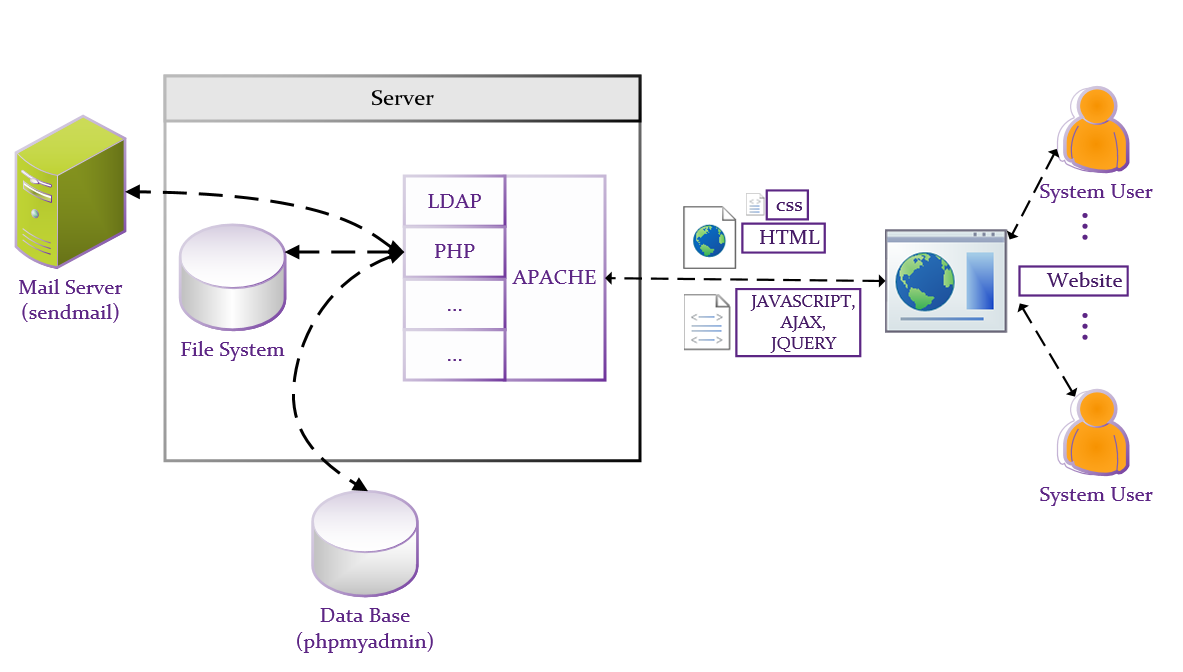 Server
Mail Server
(sendmail)
File System
LDAP
PHP
...
...
APACHE
Data Base
(phpmyadmin)
css
HTML
JAVASCRIPT,
AJAX,
JQUERY
Website
System User
System User